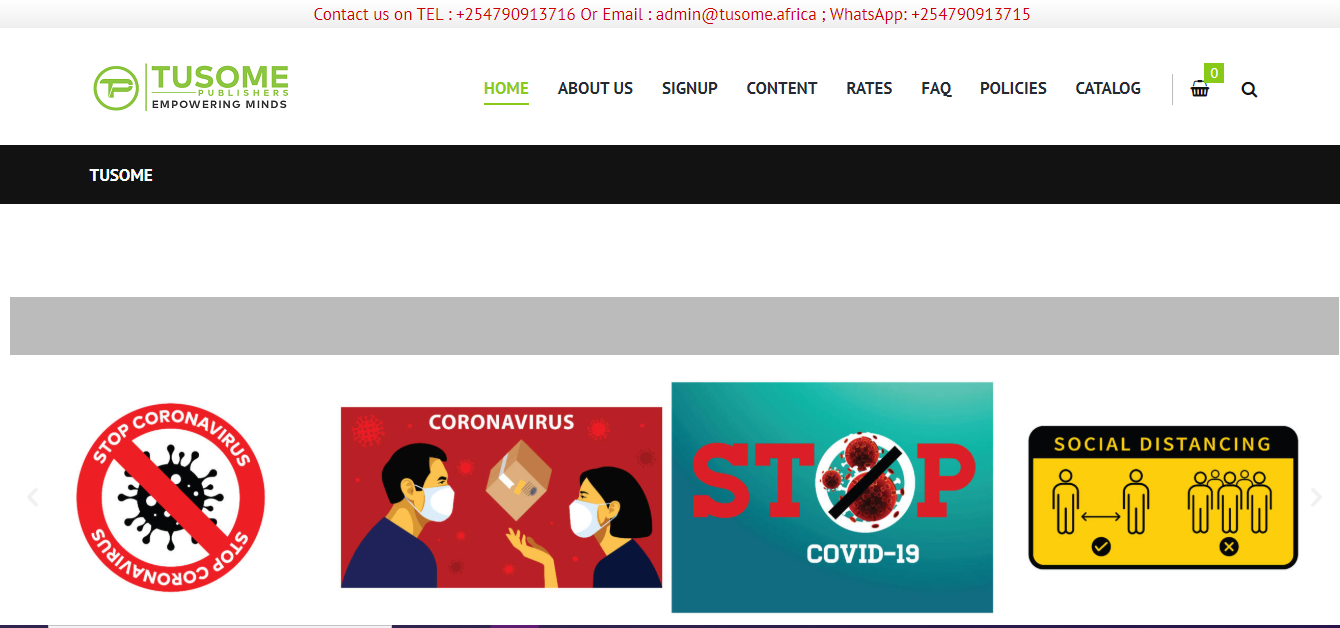 Contact us on TEL : +254790913716 Or Email : admin@tusome.africa ; WhatsApp: +254790913715
TP
TUSOME
PUBLISHERS
EMPOWERING MINDS
HOME ABOUT US SIGNUP CONTENT RATES FAQ POLICIES CATALOG 0
TUSOME
STOP CORONAVIRUS
STOP CORONAVIRUS
CORONAVIRUS
STOP
COVID-19
SOCIAL DISTANCING